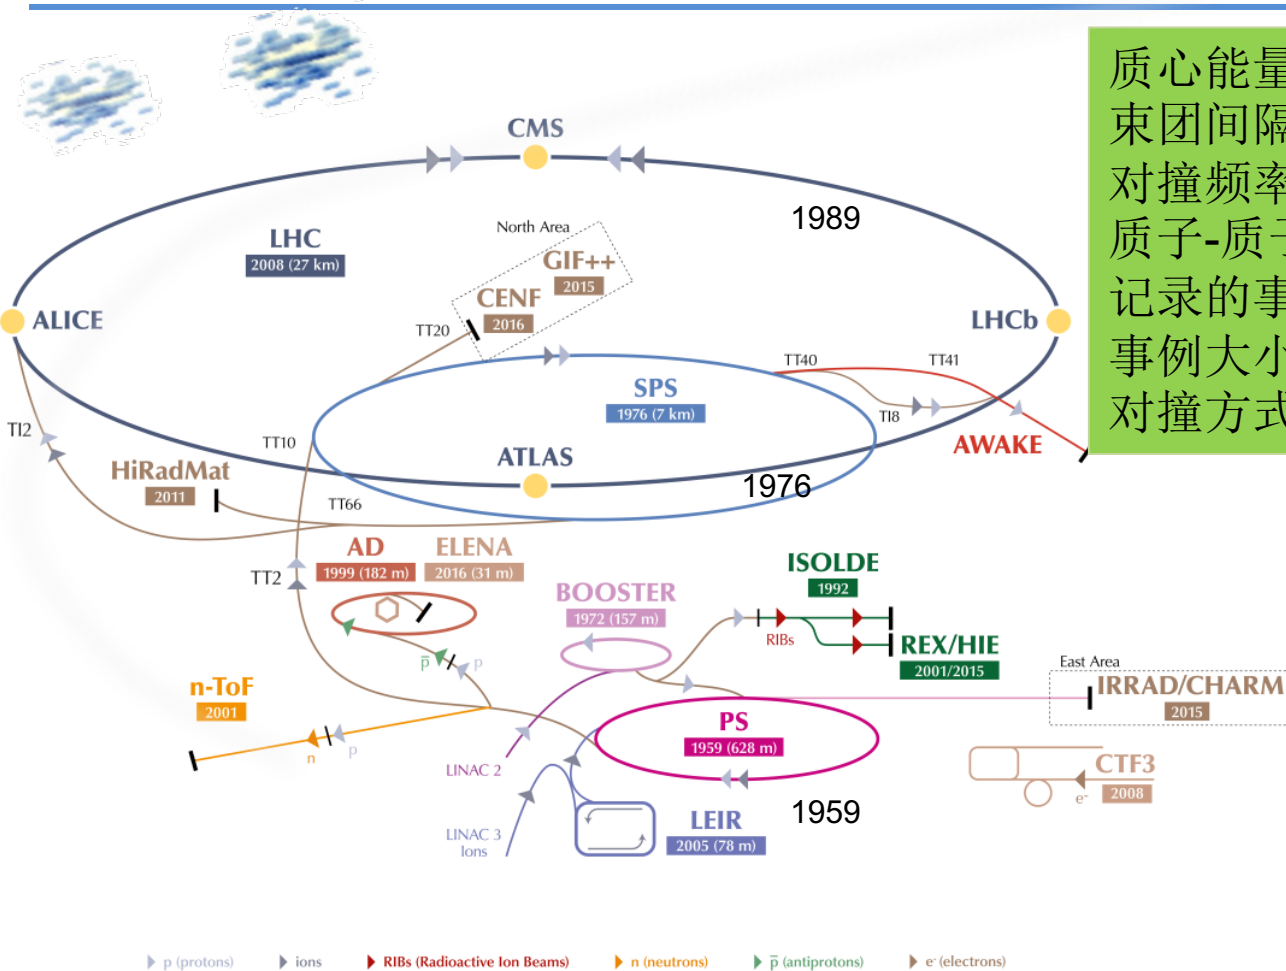 质心能量
束团间隔
对撞频率
质子-质子
记录的事
事例大小
对撞方式
CMS
1989
LHC
2008 (27 km)
North Area
GIF++
2015
CENF
2016
TT20
ALICE
LHCb
TT40
TT41
SPS
1976 (7 km)
TI8
TI2
TT10
AWAKE
HiRadMat
2011
ATLAS
1976
TT66
AD
1999 (182 m)
ELENA
2016 (31 m)
TT2
ISOLDE
1992
BOOSTER
1972 (157 m)
RIBs
REX/HIE
2001/2015
p̅
p
East Area
IRRAD/CHARM
2015
n-ToF
2001
n
p
PS
1959 (628 m)
LINAC 2
CTF3
2008
e-
1959
LINAC 3
Ions
LEIR
2005 (78 m)
p (protons)
ions
RIBs (Radioactive Ion Beams)
n (neutrons)
p̅ (antiprotons)
e- (electrons)